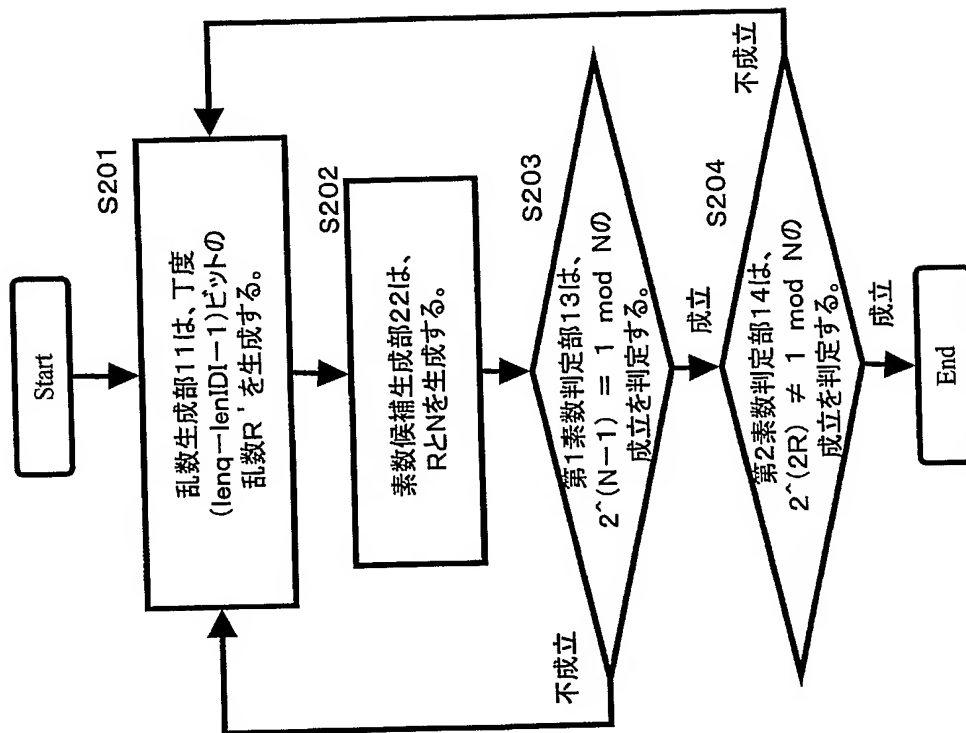 Start
S201
乱数生成部11は、丁度
(lenq−lenIDI−1)ビットの
乱数R'を生成する。
S202
素数候補生成部22は、
RとNを生成する。
S203
第1素数判定部13は、
2^(N−1) = 1 mod Nの
成立を判定する。
不成立
成立
S204
第2素数判定部14は、
2^(2R) ≠ 1 mod Nの
成立を判定する。
不成立
成立
End